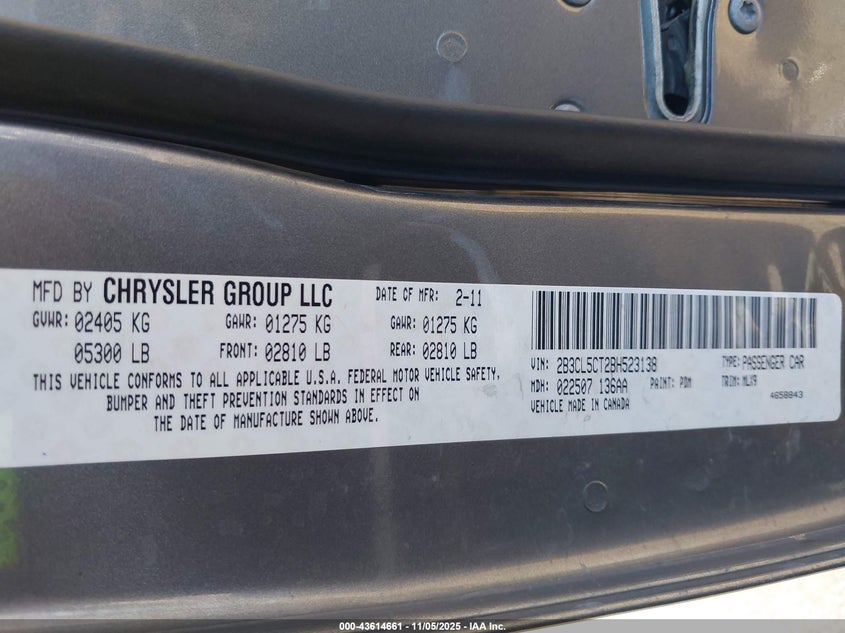 MFD BY CHRYSLER GROUP LLC DATE OF MFR: 2-11
GVWR: 02405 KG GAWR: 01275 KG GAWR: 01275 KG
05300 LB FRONT: 02810 LB REAR: 02810 LB
THIS VEHICLE CONFORMS TO ALL APPLICABLE U.S.A. FEDERAL MOTOR VEHICLE SAFETY,
BUMPER AND THEFT PREVENTION STANDARDS IN EFFECT ON
THE DATE OF MANUFACTURE SHOWN ABOVE.
VIN: 2B3CL5CT2BH523138 TYPE: PASSENGER CAR
MDH: 022507 136AA PAINT: PDM TRIM: MLX9
VEHICLE MADE IN CANADA 4658843
000-43614661 - 11/05/2025 - IAA Inc.